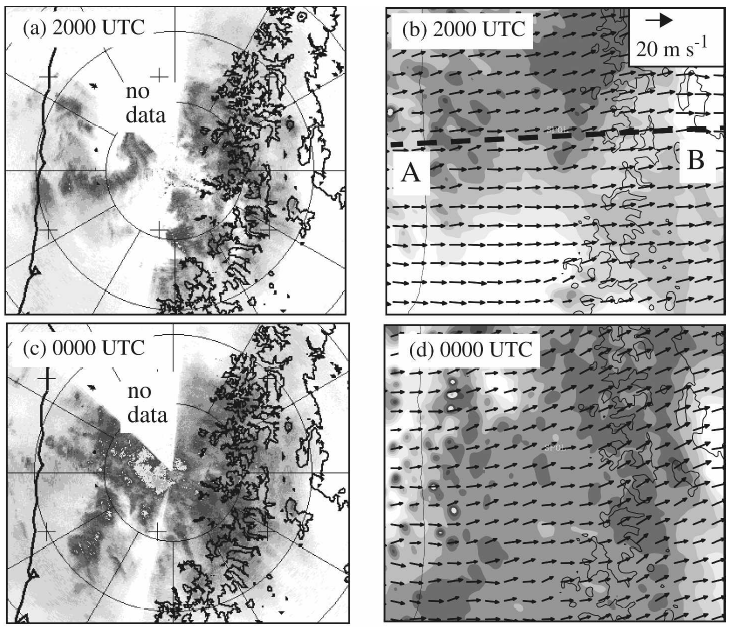 (a) 2000 UTC
no
data
(b) 2000 UTC
20 m s-1
A
B
(c) 0000 UTC
no
data
(d) 0000 UTC